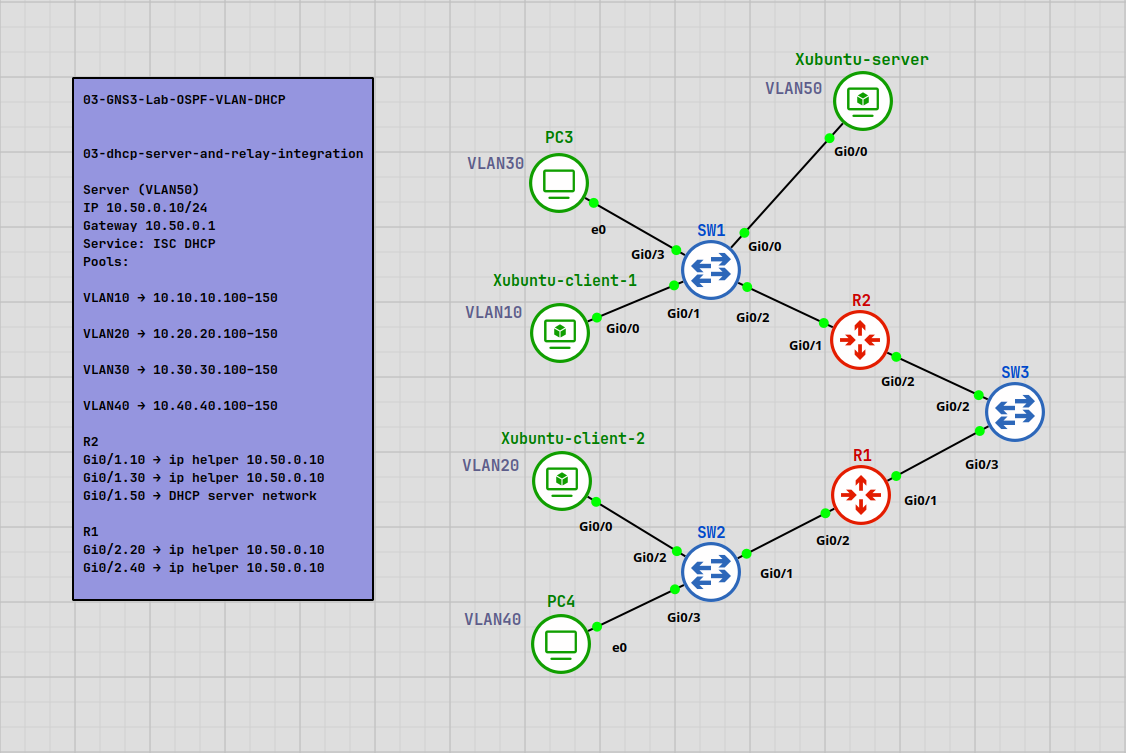 03-GNS3-Lab-OSPF-VLAN-DHCP
03-dhcp-server-and-relay-integration
Server (VLAN50)
IP 10.50.0.10/24
Gateway 10.50.0.1
Service: ISC DHCP
Pools:
VLAN10 → 10.10.10.100-150
VLAN20 → 10.20.20.100-150
VLAN30 → 10.30.30.100-150
VLAN40 → 10.40.40.100-150
R2
Gi0/1.10 → ip helper 10.50.0.10
Gi0/1.30 → ip helper 10.50.0.10
Gi0/1.50 → DHCP server network
R1
Gi0/2.20 → ip helper 10.50.0.10
Gi0/2.40 → ip helper 10.50.0.10
Xubuntu-server
VLAN50
Gi0/0
PC3
VLAN30
e0
SW1
Gi0/0
Gi0/3
Xubuntu-client-1
VLAN10
Gi0/0
Gi0/1
Gi0/2
R2
Gi0/1
Gi0/2
SW3
Gi0/2
Gi0/3
Xubuntu-client-2
VLAN20
Gi0/0
R1
Gi0/1
Gi0/2
SW2
Gi0/2
Gi0/1
Gi0/3
PC4
VLAN40
e0